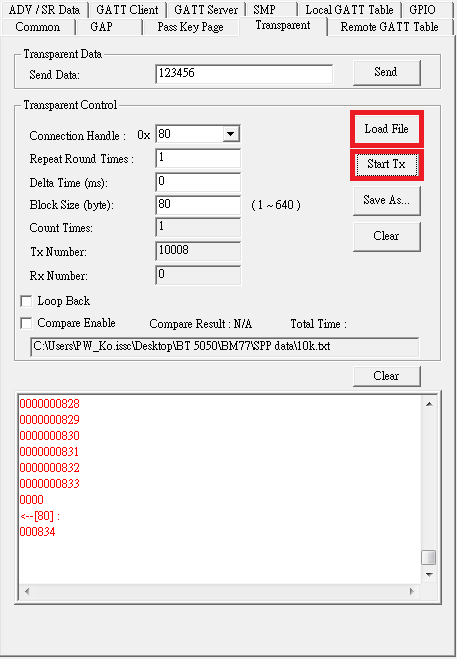 ADV / SR Data GATT Client GATT Server SMP Local GATT Table GPIO
Common GAP Pass Key Page Transparent Remote GATT Table
Transparent Data
Send Data: 123456 Send
Transparent Control
Connection Handle : 0x 80 Load File
Repeat Round Times : 1 Start Tx
Delta Time (ms): 0
Block Size (byte): 80 ( 1 ~ 640 ) Save As...
Count Times: 1 Clear
Tx Number: 10008
Rx Number: 0
Loop Back
Compare Enable Compare Result : N/A Total Time :
C:\Users\PW_Ko.issc\Desktop\BT 5050\BM77\SPP data\10k.txt
Clear
0000000828
0000000829
0000000830
0000000831
0000000832
0000000833
0000
<--[80] :
000834